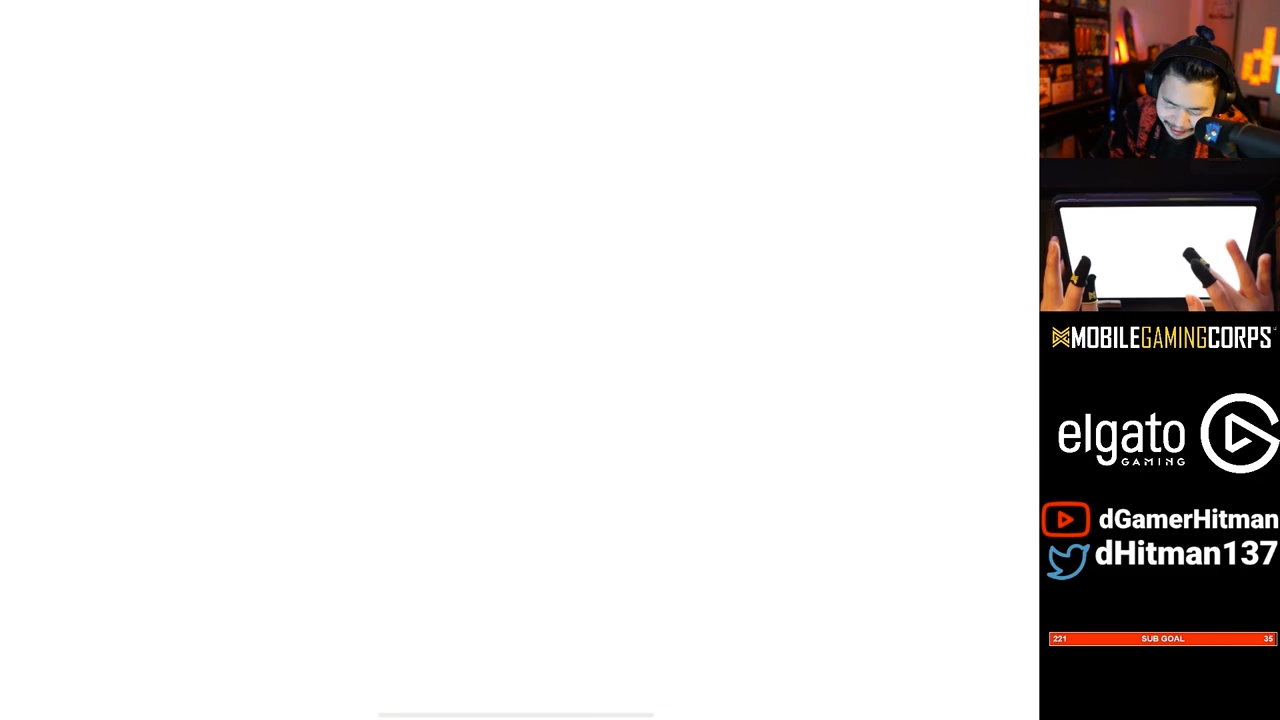 MOBILEGAMINGCORPS
elgato
GAMING
dGamerHitman
dHitman137
221 SUB GOAL 35